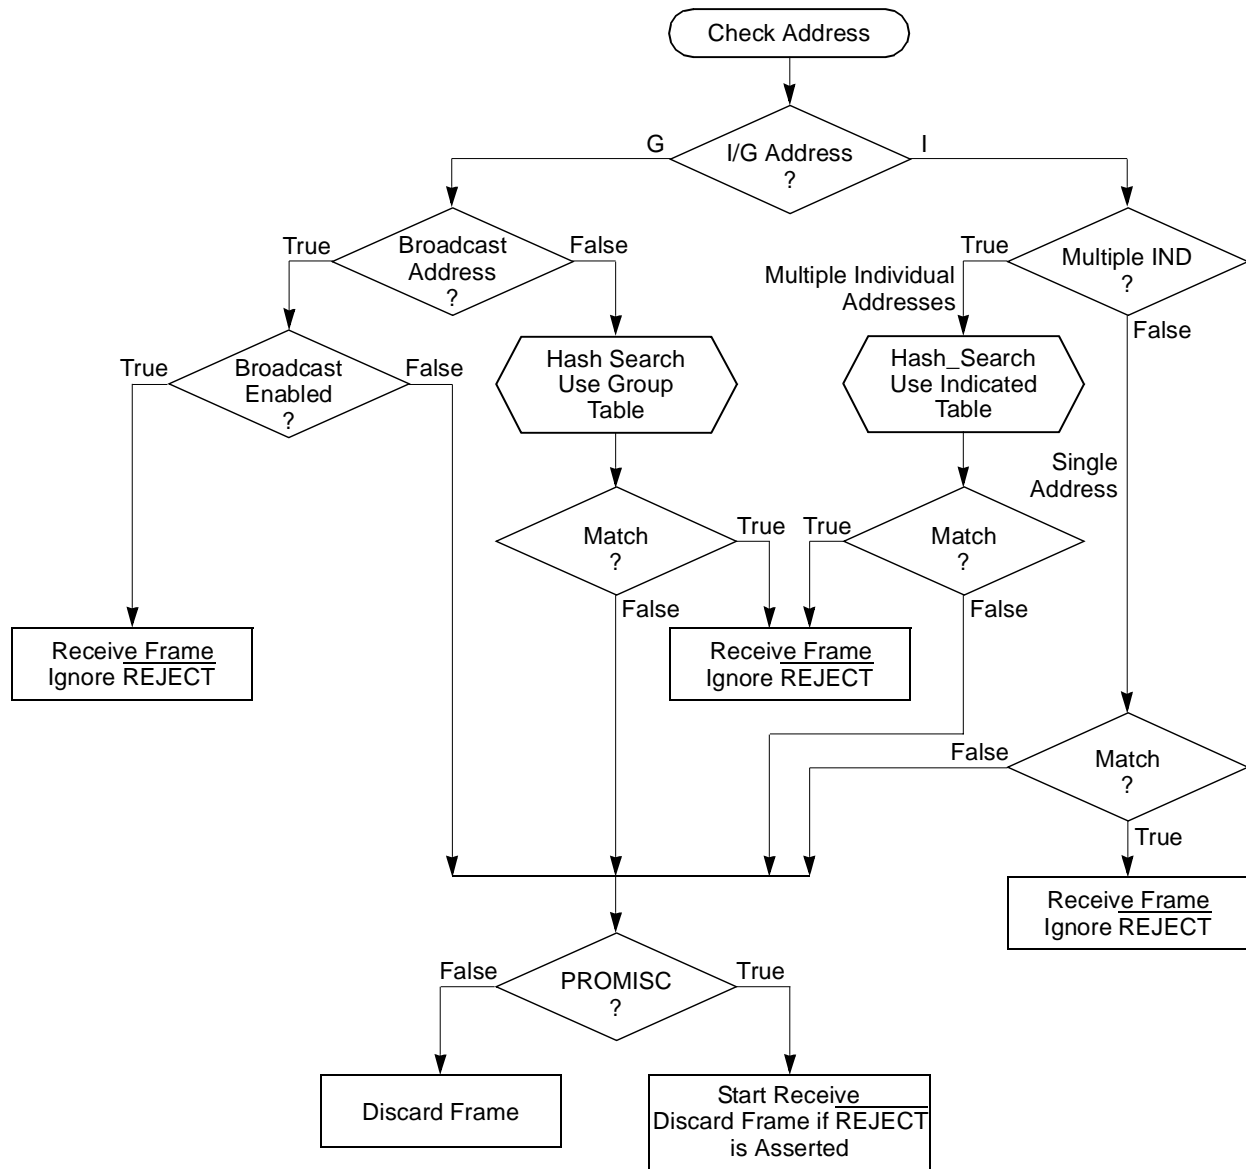 Check Address
G
I/G Address
?
I
True
Broadcast
Address
?
False
True
Multiple IND
?
Multiple Individual
Addresses
False
True
Broadcast
Enabled
?
False
Hash Search
Use Group
Table
Hash_Search
Use Indicated
Table
Single
Address
Match
?
True
False
True
Match
?
False
Receive Frame
Ignore REJECT
Receive Frame
Ignore REJECT
False
Match
?
True
Receive Frame
Ignore REJECT
False
PROMISC
?
True
Discard Frame
Start Receive
Discard Frame if REJECT
is Asserted